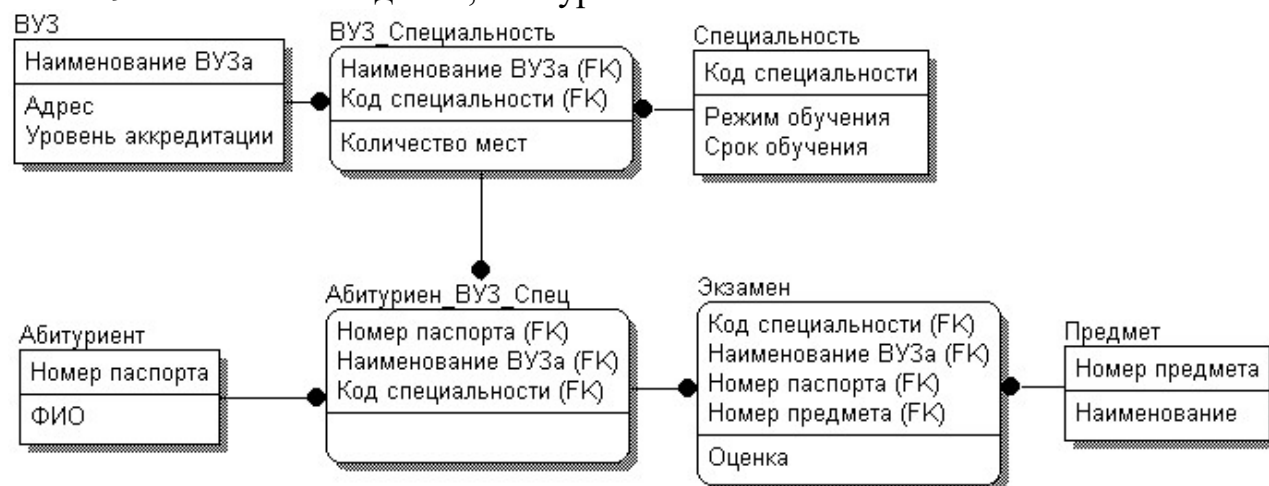 ВУЗ
Наименование ВУЗа
Адрес
Уровень аккредитации
ВУЗ_Специальность
Наименование ВУЗа (FK)
Код специальности (FK)
Количество мест
Специальность
Код специальности
Режим обучения
Срок обучения
Абитуриент
Номер паспорта
ФИО
Абитуриен_ВУЗ_Спец
Номер паспорта (FK)
Наименование ВУЗа (FK)
Код специальности (FK)
Экзамен
Код специальности (FK)
Наименование ВУЗа (FK)
Номер паспорта (FK)
Номер предмета (FK)
Оценка
Предмет
Номер предмета
Наименование